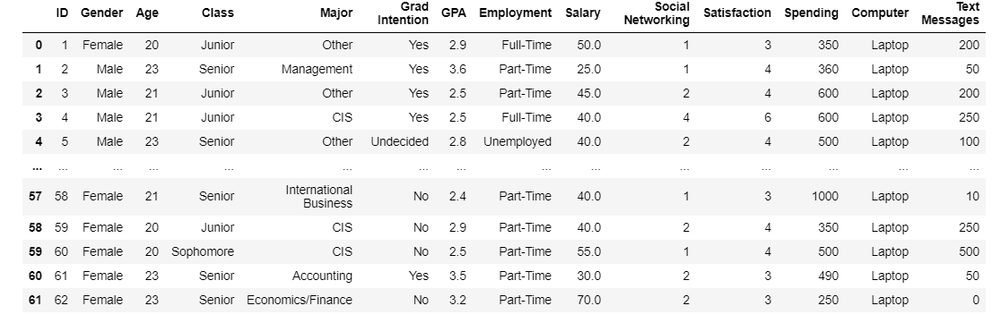 ID Gender Age Class Major Grad Intention GPA Employment Salary Social Networking Satisfaction Spending Computer Text Messages
0 1 Female 20 Junior Other Yes 2.9 Full-Time 50.0 1 3 350 Laptop 200
1 2 Male 23 Senior Management Yes 3.6 Part-Time 25.0 1 4 360 Laptop 50
2 3 Male 21 Junior Other Yes 2.5 Part-Time 45.0 2 4 600 Laptop 200
3 4 Male 21 Junior CIS Yes 2.5 Full-Time 40.0 4 6 600 Laptop 250
4 5 Male 23 Senior Other Undecided 2.8 Unemployed 40.0 2 4 500 Laptop 100
... ... ... ... ... ... ... ... ... ... ... ... ... ... ...
57 58 Female 21 Senior International Business No 2.4 Part-Time 40.0 1 3 1000 Laptop 10
58 59 Female 20 Junior CIS No 2.9 Part-Time 40.0 2 4 350 Laptop 250
59 60 Female 20 Sophomore CIS No 2.5 Part-Time 55.0 1 4 500 Laptop 500
60 61 Female 23 Senior Accounting Yes 3.5 Part-Time 30.0 2 3 490 Laptop 50
61 62 Female 23 Senior Economics/Finance No 3.2 Part-Time 70.0 2 3 250 Laptop 0